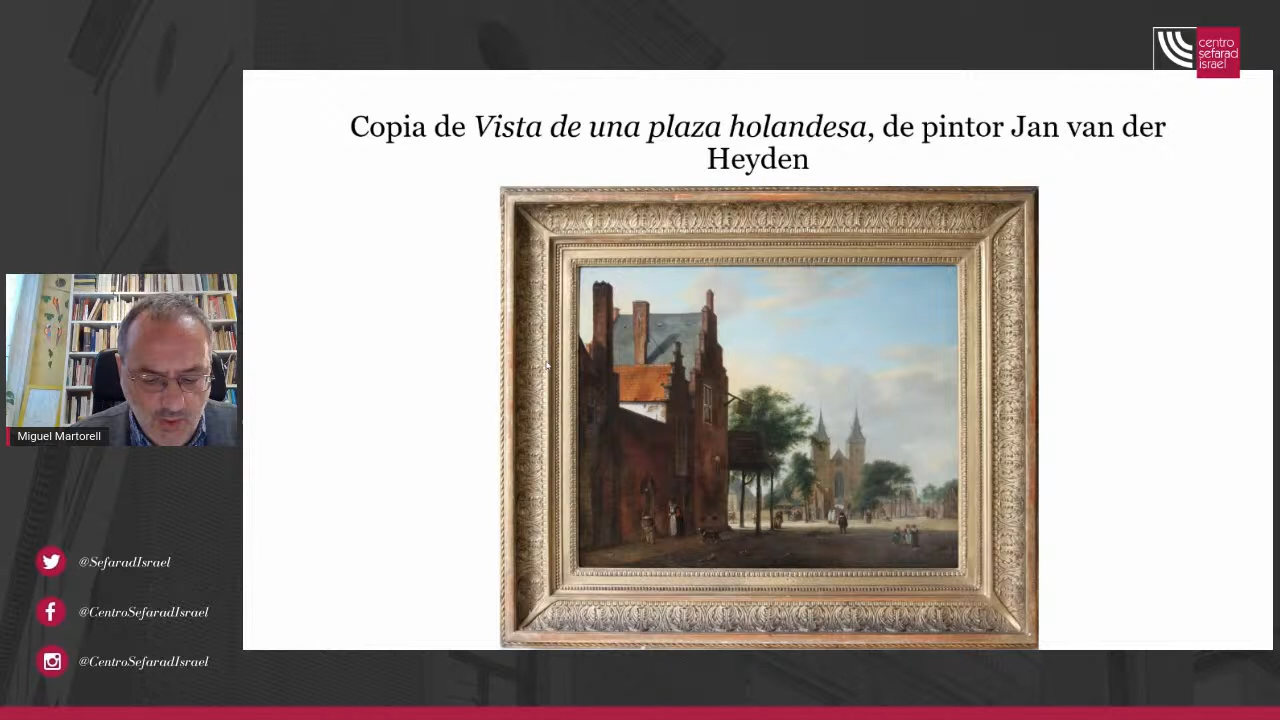 centro
sefarad
israel
Copia de Vista de una plaza holandesa, de pintor Jan van der
Heyden
Miguel Martorell
@SefaradIsrael
@CentroSefaradIsrael
@CentroSefaradIsrael